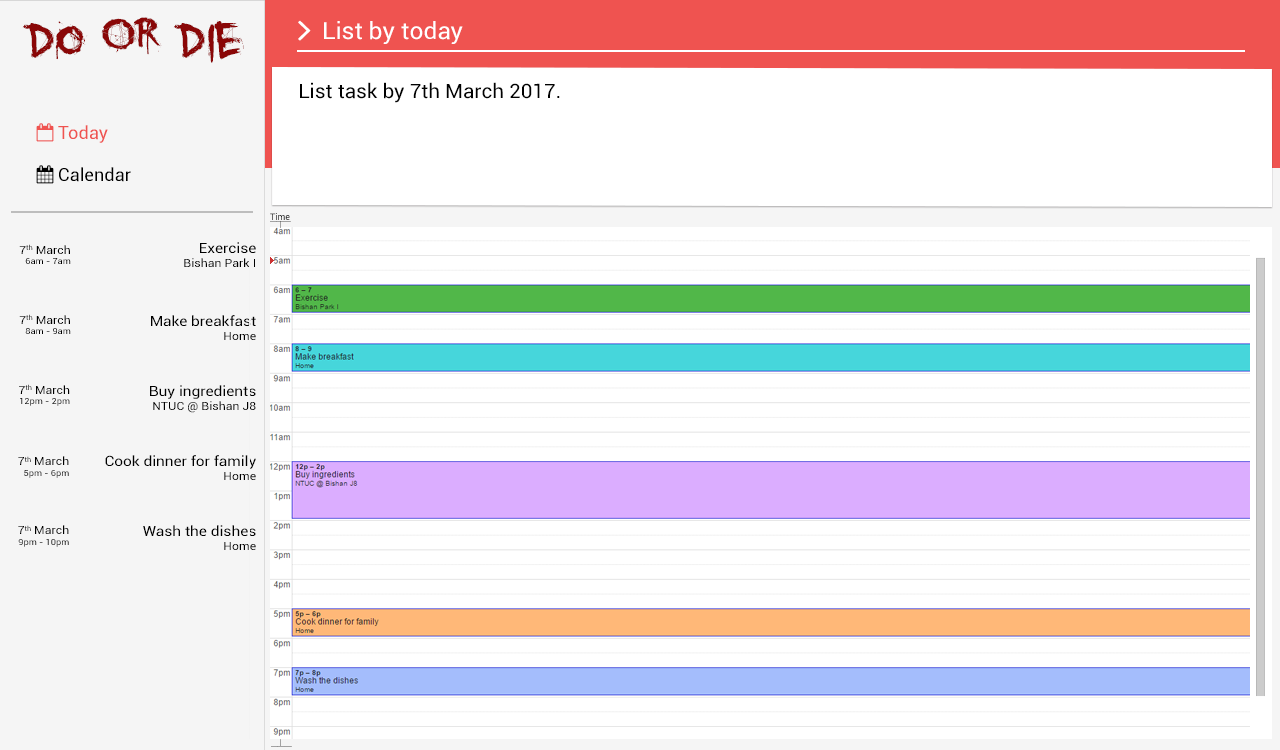 DO OR DIE
Today
Calendar
7th March
Exercise
6am - 7am
Bishan Park I
7th March
Make breakfast
8am - 9am
Home
7th March
Buy ingredients
12pm - 2pm
NTUC @ Bishan J8
7th March
Cook dinner for family
5pm - 6pm
Home
7th March
Wash the dishes
9pm - 10pm
Home
List by today
List task by 7th March 2017.
Time
4am
5am
6am
6 – 7
Exercise
Bishan Park I
7am
8am
8 – 9
Make breakfast
Home
9am
10am
11am
12pm
12p – 2p
Buy ingredients
NTUC @ Bishan J8
1pm
2pm
3pm
4pm
5pm
5p – 6p
Cook dinner for family
Home
6pm
7pm
7p – 8p
Wash the dishes
Home
8pm
9pm